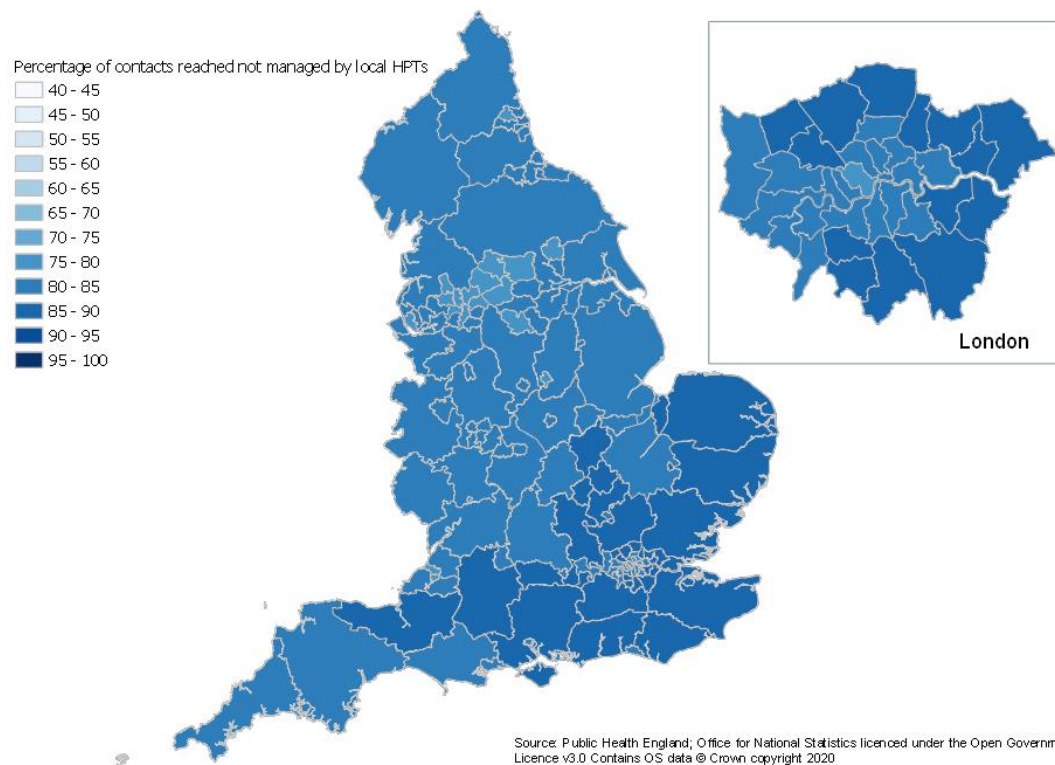 Percentage of contacts reached not managed by local HPTs
40 - 45
45 - 50
50 - 55
55 - 60
60 - 65
65 - 70
70 - 75
75 - 80
80 - 85
85 - 90
90 - 95
95 - 100
London
Source: Public Health England; Office for National Statistics licenced under the Open Governm
Licence v3.0 Contains OS data © Crown copyright 2020